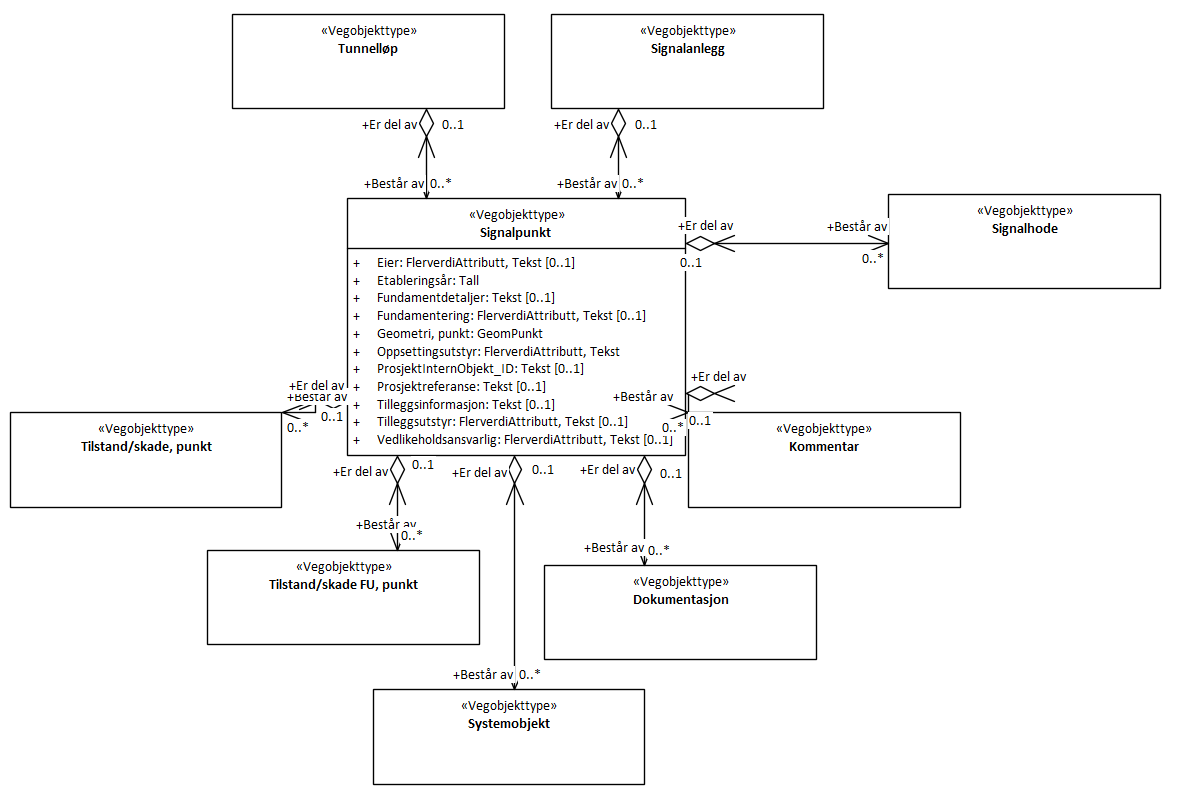 «Vegobjekttype»
Tunnelløp
«Vegobjekttype»
Signalanlegg
+Er del av
0..1
+Er del av
0..1
+Består av
0..*
+Består av
0..*
«Vegobjekttype»
Signalpunkt
+ Eier: FlerverdiAttributt, Tekst [0..1]
+ Etableringsår: Tall
+ Fundamentdetaljer: Tekst [0..1]
+ Fundamentering: FlerverdiAttributt, Tekst [0..1]
+ Geometri, punkt: GeomPunkt
+ Oppsettingsutstyr: FlerverdiAttributt, Tekst
+ ProsjektInternObjekt_ID: Tekst [0..1]
+ Prosjektreferanse: Tekst [0..1]
+ Tilleggsinformasjon: Tekst [0..1]
+ Tilleggsutstyr: FlerverdiAttributt, Tekst [0..1]
+ Vedlikeholdsansvarlig: FlerverdiAttributt, Tekst [0..1]
+Er del av
0..1
+Består av
0..*
«Vegobjekttype»
Signalhode
+Er del av
0..1
+Består av
0..*
«Vegobjekttype»
Kommentar
+Er del av
+Består av
0..1
0..*
«Vegobjekttype»
Tilstand/skade, punkt
+Er del av
0..1
+Er del av
0..1
+Er del av
0..1
+Består av
0..*
«Vegobjekttype»
Tilstand/skade FU, punkt
+Består av
0..*
«Vegobjekttype»
Dokumentasjon
+Består av
0..*
«Vegobjekttype»
Systemobjekt